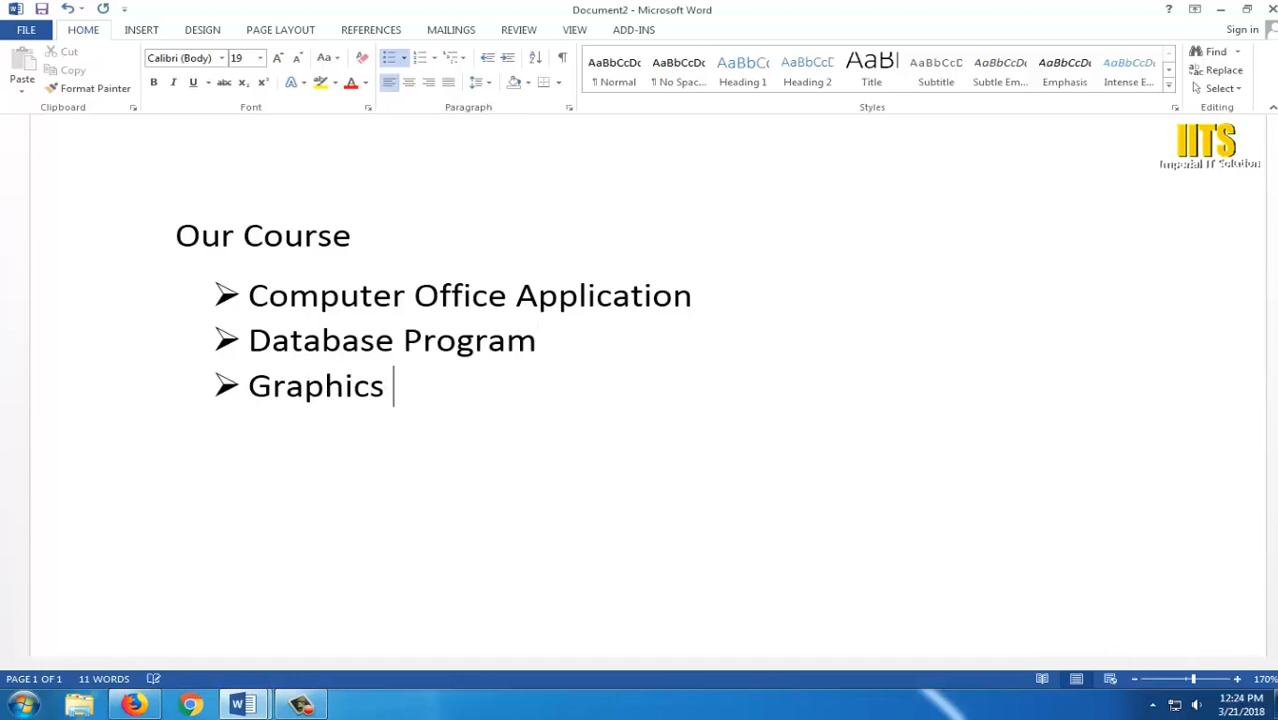 Document2 - Microsoft Word
FILE HOME INSERT DESIGN PAGE LAYOUT REFERENCES MAILINGS REVIEW VIEW ADD-INS Sign in
Paste
Cut
Copy
Format Painter
Clipboard
Calibri (Body) 19
Font
Paragraph
AaBbCcDc AaBbCcDc AaBbCc AaBbCcD AaBl AaBbCcD AaBbCcDc AaBbCcDc AaBbCcDc
¶ Normal ¶ No Spac... Heading 1 Heading 2 Title Subtitle Subtle Em... Emphasis Intense E...
Styles
Find
Replace
Select
Editing
IITS
Imperial IT Solution
Our Course
➢ Computer Office Application
➢ Database Program
➢ Graphics
PAGE 1 OF 1 11 WORDS 170%
12:24 PM
3/21/2018